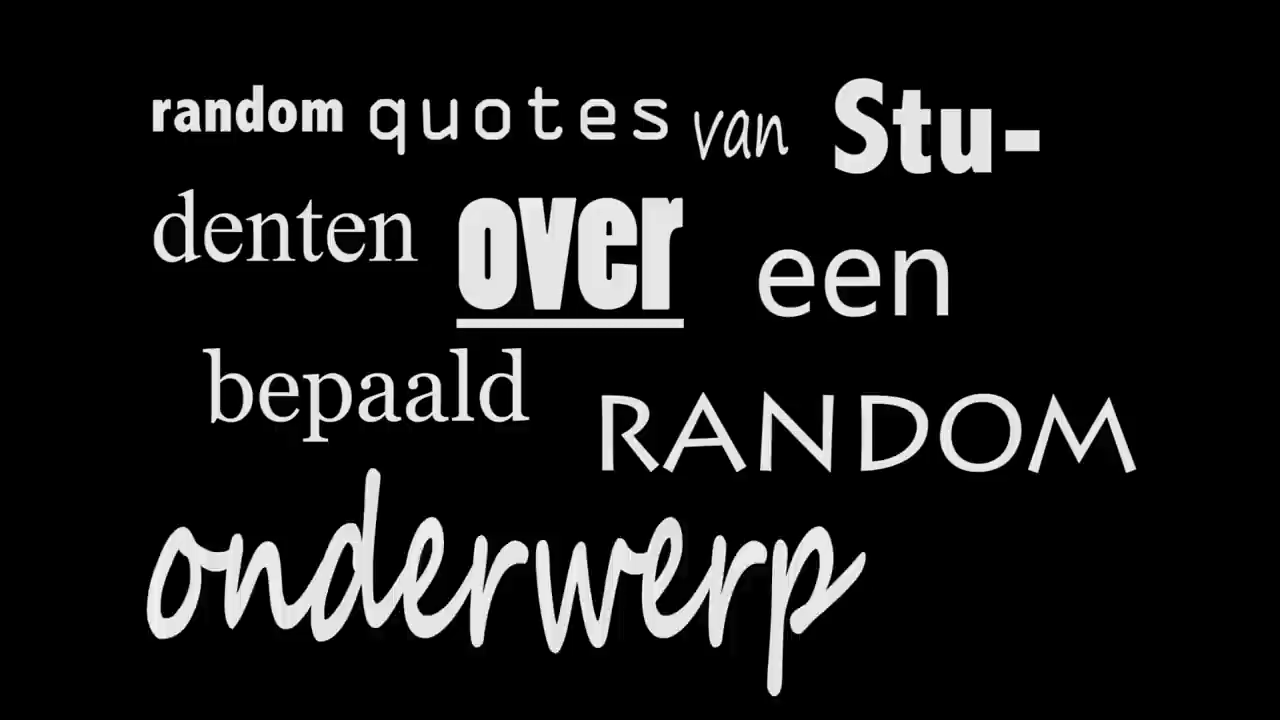 random quotes van Stu-
denten over een
bepaald RANDOM
onderwerp